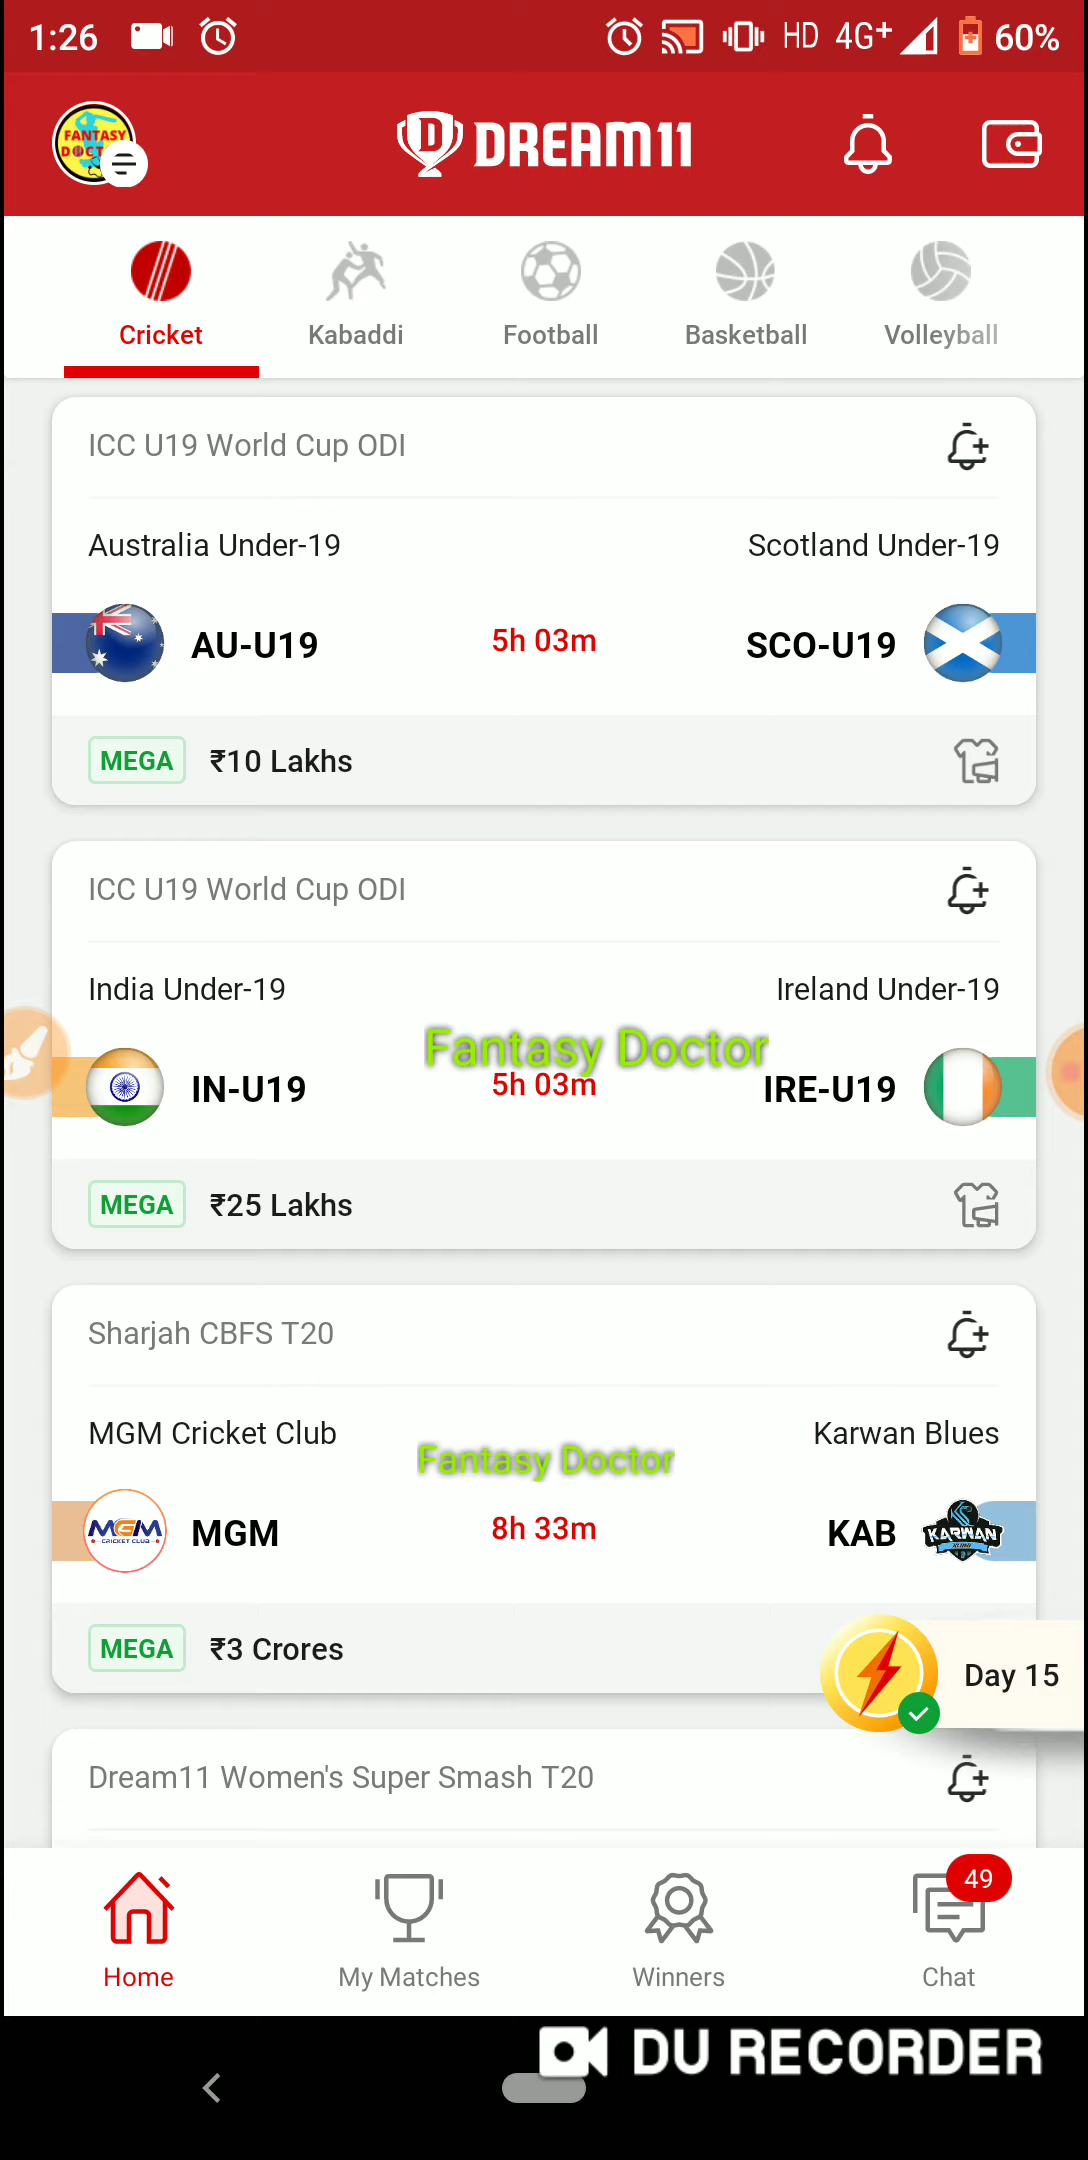 1:26 HD 4G+ 60%
FANTASY
DREAM11
Cricket Kabaddi Football Basketball Volleyball
ICC U19 World Cup ODI
Australia Under-19 Scotland Under-19
AU-U19 5h 03m SCO-U19
MEGA ₹10 Lakhs
ICC U19 World Cup ODI
India Under-19 Ireland Under-19
Fantasy Doctor
IN-U19 5h 03m IRE-U19
MEGA ₹25 Lakhs
Sharjah CBFS T20
MGM Cricket Club Karwan Blues
Fantasy Doctor
MGM CRICKET CLUB MGM 8h 33m KAB KARWAN
MEGA ₹3 Crores
Day 15
Dream11 Women's Super Smash T20
49
Home My Matches Winners Chat
DU RECORDER